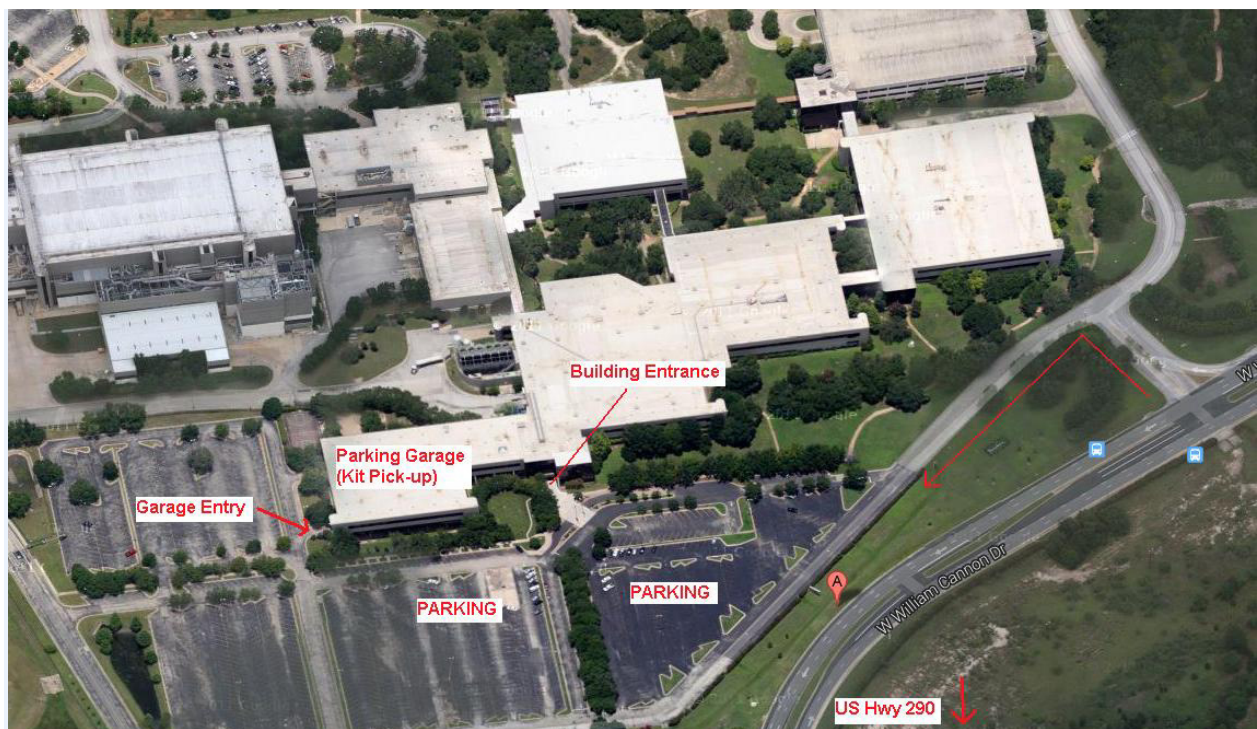 Building Entrance
Parking Garage
(Kit Pick-up)
Garage Entry
PARKING
PARKING
A
W William Cannon Dr
US Hwy 290